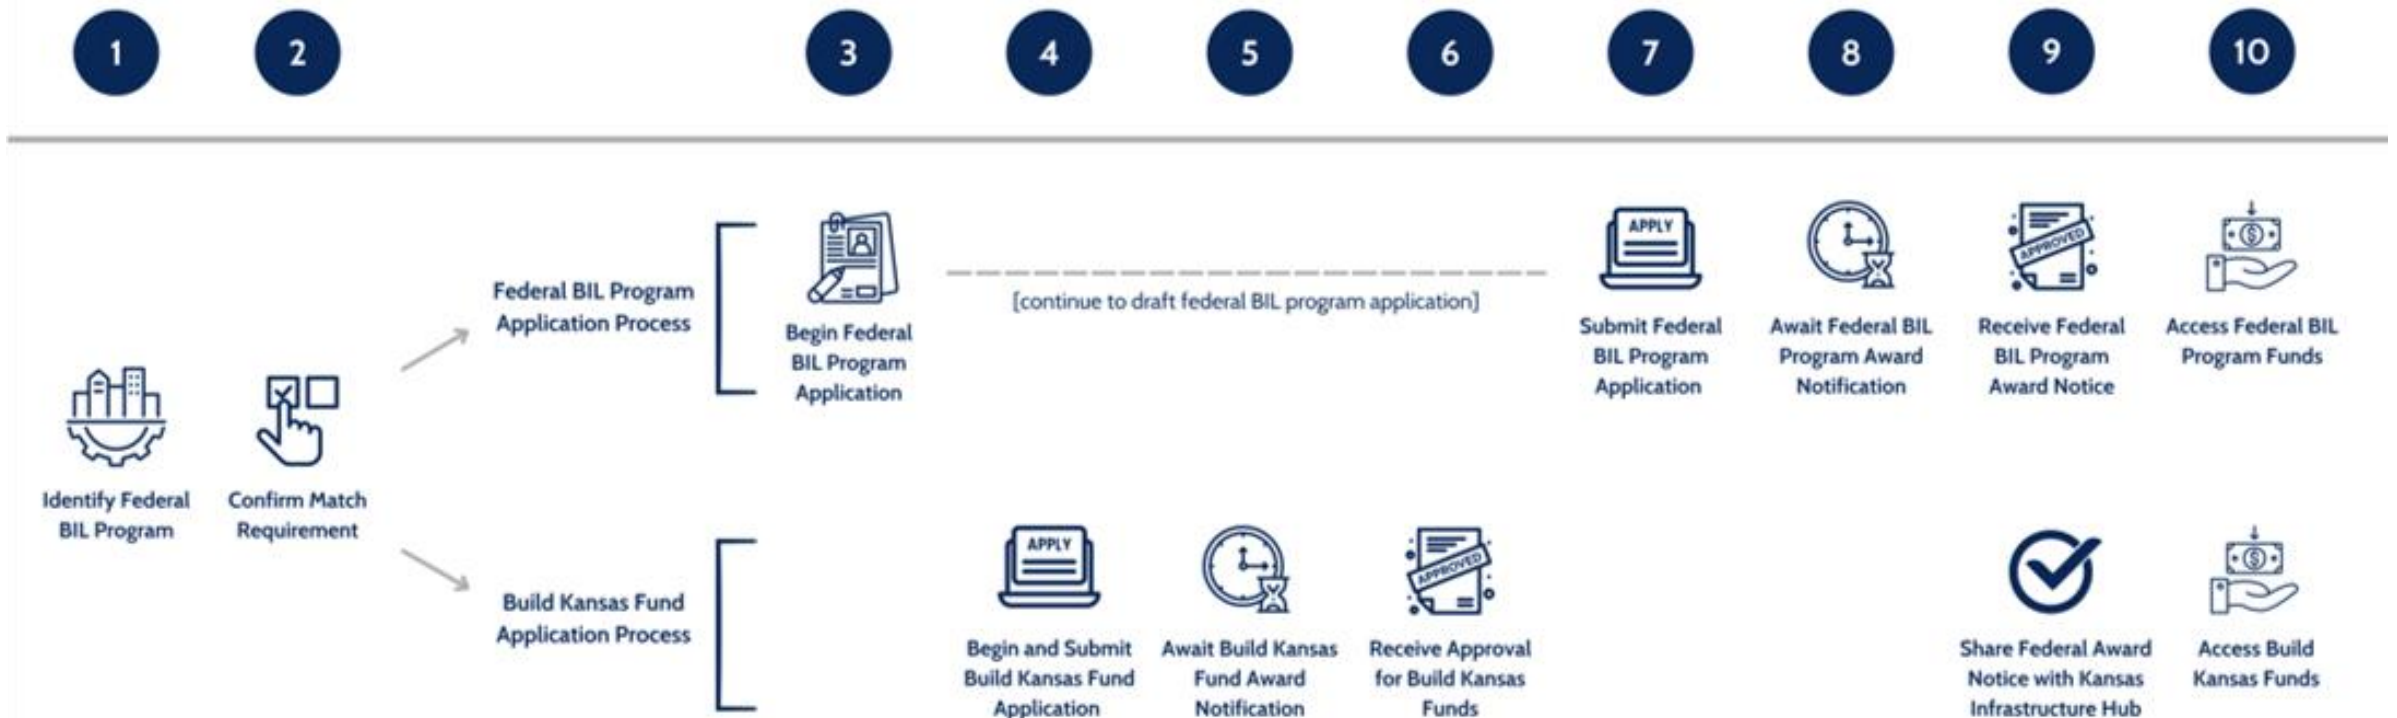 1
2
3
4
5
6
7
8
9
10
Federal BIL Program
Application Process
Begin Federal
BIL Program
Application
[continue to draft federal BIL program application]
APPLY
Submit Federal
BIL Program
Application
Await Federal BIL
Program Award
Notification
APPROVED
Receive Federal
BIL Program
Award Notice
$
Access Federal BIL
Program Funds
Identify Federal
BIL Program
Confirm Match
Requirement
Build Kansas Fund
Application Process
APPLY
Begin and Submit
Build Kansas Fund
Application
Await Build Kansas
Fund Award
Notification
APPROVED
Receive Approval
for Build Kansas
Funds
Share Federal Award
Notice with Kansas
Infrastructure Hub
$
Access Build
Kansas Funds